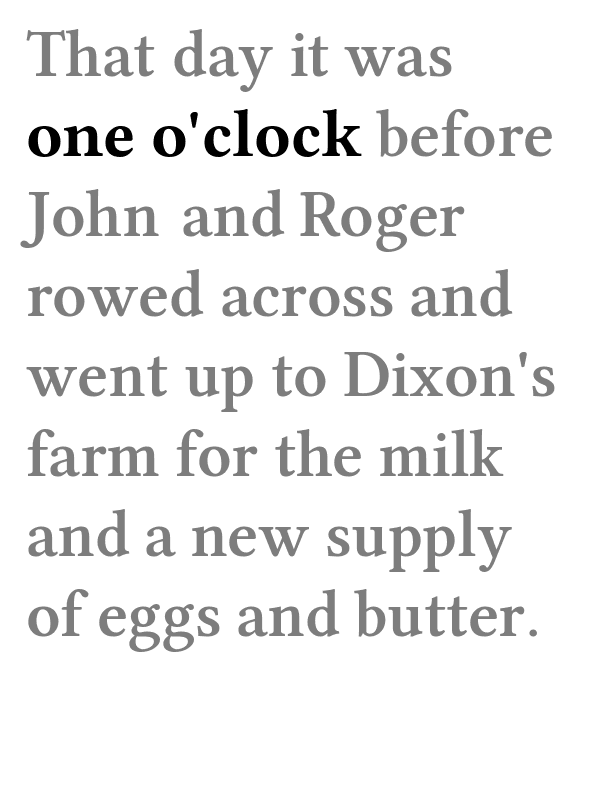 That day it was
one o'clock before
John and Roger
rowed across and
went up to Dixon's
farm for the milk
and a new supply
of eggs and butter.